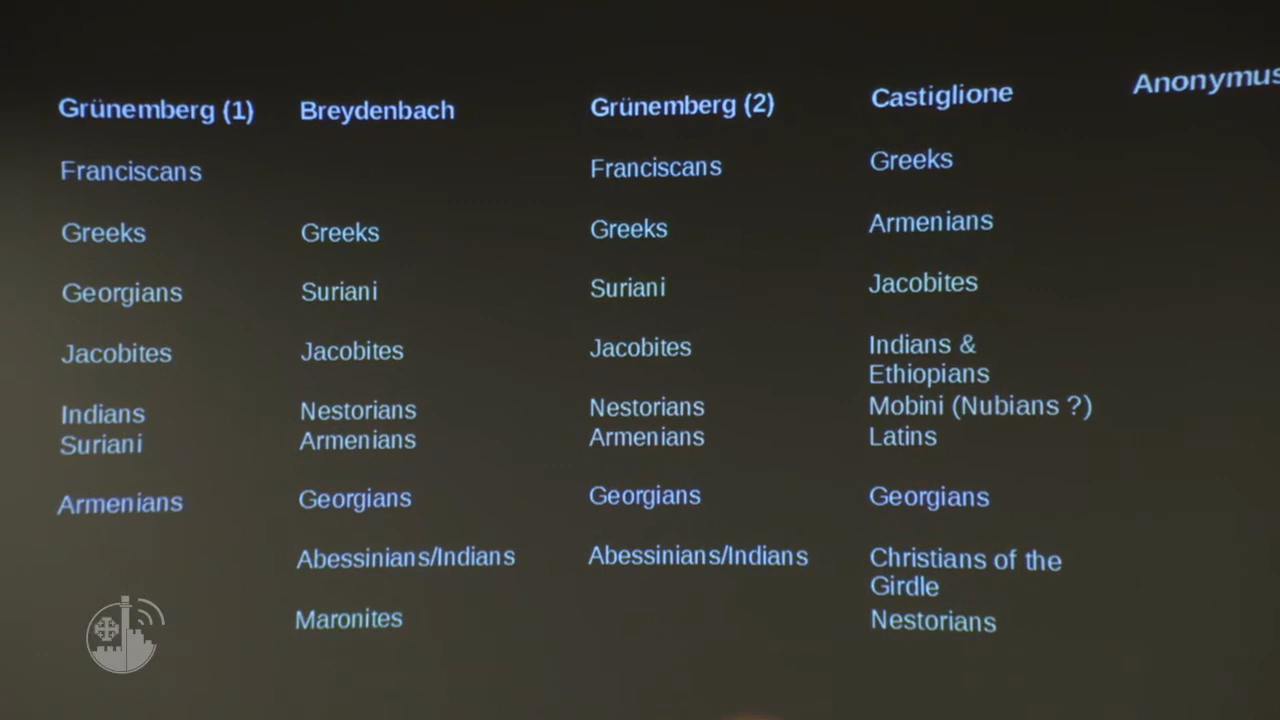 Grünemberg (1) Breydenbach Grünemberg (2) Castiglione Anonymus
Franciscans Franciscans Greeks
Greeks Greeks Greeks Armenians
Georgians Suriani Suriani Jacobites
Jacobites Jacobites Jacobites Indians &
Ethiopians
Indians Nestorians Nestorians Mobini (Nubians ?)
Suriani Armenians Armenians Latins
Armenians Georgians Georgians Georgians
Abessinians/Indians Abessinians/Indians Christians of the
Girdle
Maronites Nestorians